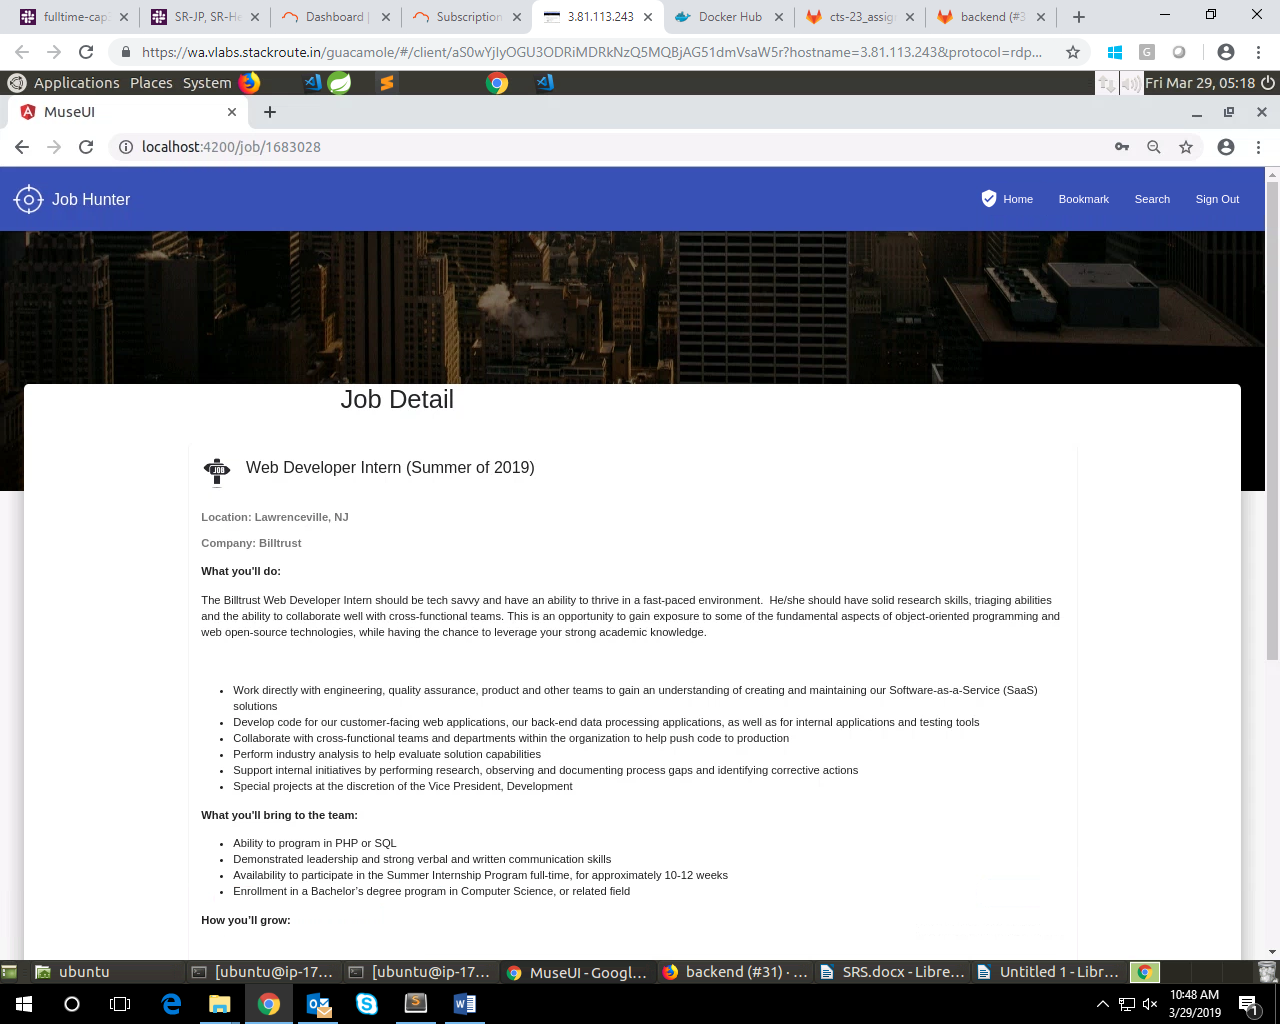 fulltime-cap
SR-JP, SR-He
Dashboard |
Subscription
3.81.113.243
Docker Hub
cts-23_assig
backend (#3
https://wa.vlabs.stackroute.in/guacamole/#/client/aS0wYjIyOGU3ODRiMDRkNzQ5MQBjAG51dmVsaW5r?hostname=3.81.113.243&protocol=rdp...
G
Applications Places System
Fri Mar 29, 05:18
MuseUI
localhost:4200/job/1683028
Job Hunter
Home Bookmark Search Sign Out
Job Detail
JOB
Web Developer Intern (Summer of 2019)
Location: Lawrenceville, NJ
Company: Billtrust
What you'll do:
The Billtrust Web Developer Intern should be tech savvy and have an ability to thrive in a fast-paced environment.  He/she should have solid research skills, triaging abilities
and the ability to collaborate well with cross-functional teams. This is an opportunity to gain exposure to some of the fundamental aspects of object-oriented programming and
web open-source technologies, while having the chance to leverage your strong academic knowledge.
• Work directly with engineering, quality assurance, product and other teams to gain an understanding of creating and maintaining our Software-as-a-Service (SaaS)
solutions
• Develop code for our customer-facing web applications, our back-end data processing applications, as well as for internal applications and testing tools
• Collaborate with cross-functional teams and departments within the organization to help push code to production
• Perform industry analysis to help evaluate solution capabilities
• Support internal initiatives by performing research, observing and documenting process gaps and identifying corrective actions
• Special projects at the discretion of the Vice President, Development
What you'll bring to the team:
• Ability to program in PHP or SQL
• Demonstrated leadership and strong verbal and written communication skills
• Availability to participate in the Summer Internship Program full-time, for approximately 10-12 weeks
• Enrollment in a Bachelor’s degree program in Computer Science, or related field
How you’ll grow:
ubuntu
[ubuntu@ip-17...
[ubuntu@ip-17...
MuseUI - Googl...
backend (#31) · ...
SRS.docx - Libre...
Untitled 1 - Libr...
10:48 AM
3/29/2019
1